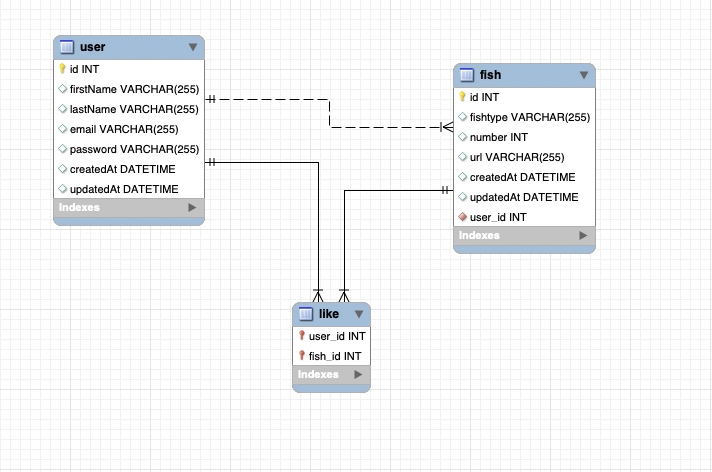 user
id INT
firstName VARCHAR(255)
lastName VARCHAR(255)
email VARCHAR(255)
password VARCHAR(255)
createdAt DATETIME
updatedAt DATETIME
Indexes
fish
id INT
fishtype VARCHAR(255)
number INT
url VARCHAR(255)
createdAt DATETIME
updatedAt DATETIME
user_id INT
Indexes
like
user_id INT
fish_id INT
Indexes